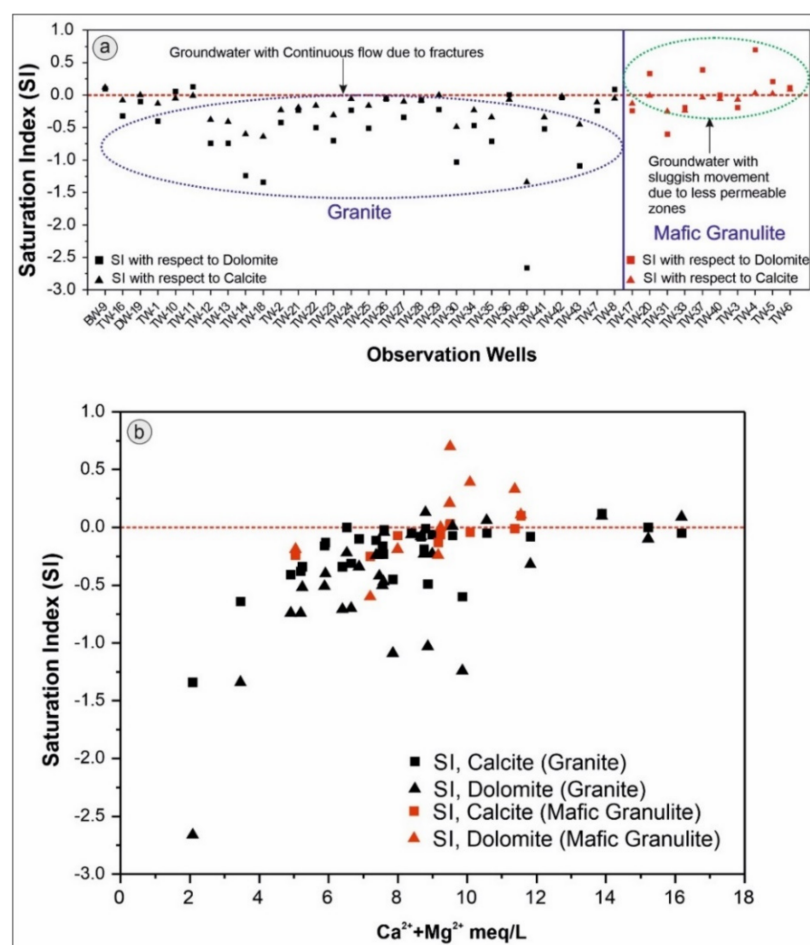 a
Groundwater with Continuous flow due to fractures
Saturation Index (SI)
1.0
0.5
0.0
-0.5
-1.0
-1.5
-2.0
-2.5
-3.0
Granite
Groundwater with
sluggish movement
due to less permeable
zones
Mafic Granulite
SI with respect to Dolomite
SI with respect to Calcite
SI with respect to Dolomite
SI with respect to Calcite
BW-9 TW-16 DW-19 TW-1 TW-10 TW-11 TW-12 TW-13 TW-14 TW-18 TW-2 TW-21 TW-22 TW-23 TW-24 TW-25 TW-26 TW-27 TW-28 TW-29 TW-30 TW-34 TW-35 TW-36 TW-38 TW-41 TW-42 TW-43 TW-7 TW-8 TW-17 TW-20 TW-31 TW-33 TW-37 TW-40 TW-3 TW-4 TW-5 TW-6
Observation Wells
b
Saturation Index (SI)
1.0
0.5
0.0
-0.5
-1.0
-1.5
-2.0
-2.5
-3.0
SI, Calcite (Granite)
SI, Dolomite (Granite)
SI, Calcite (Mafic Granulite)
SI, Dolomite (Mafic Granulite)
0 2 4 6 8 10 12 14 16 18
Ca²⁺+Mg²⁺ meq/L